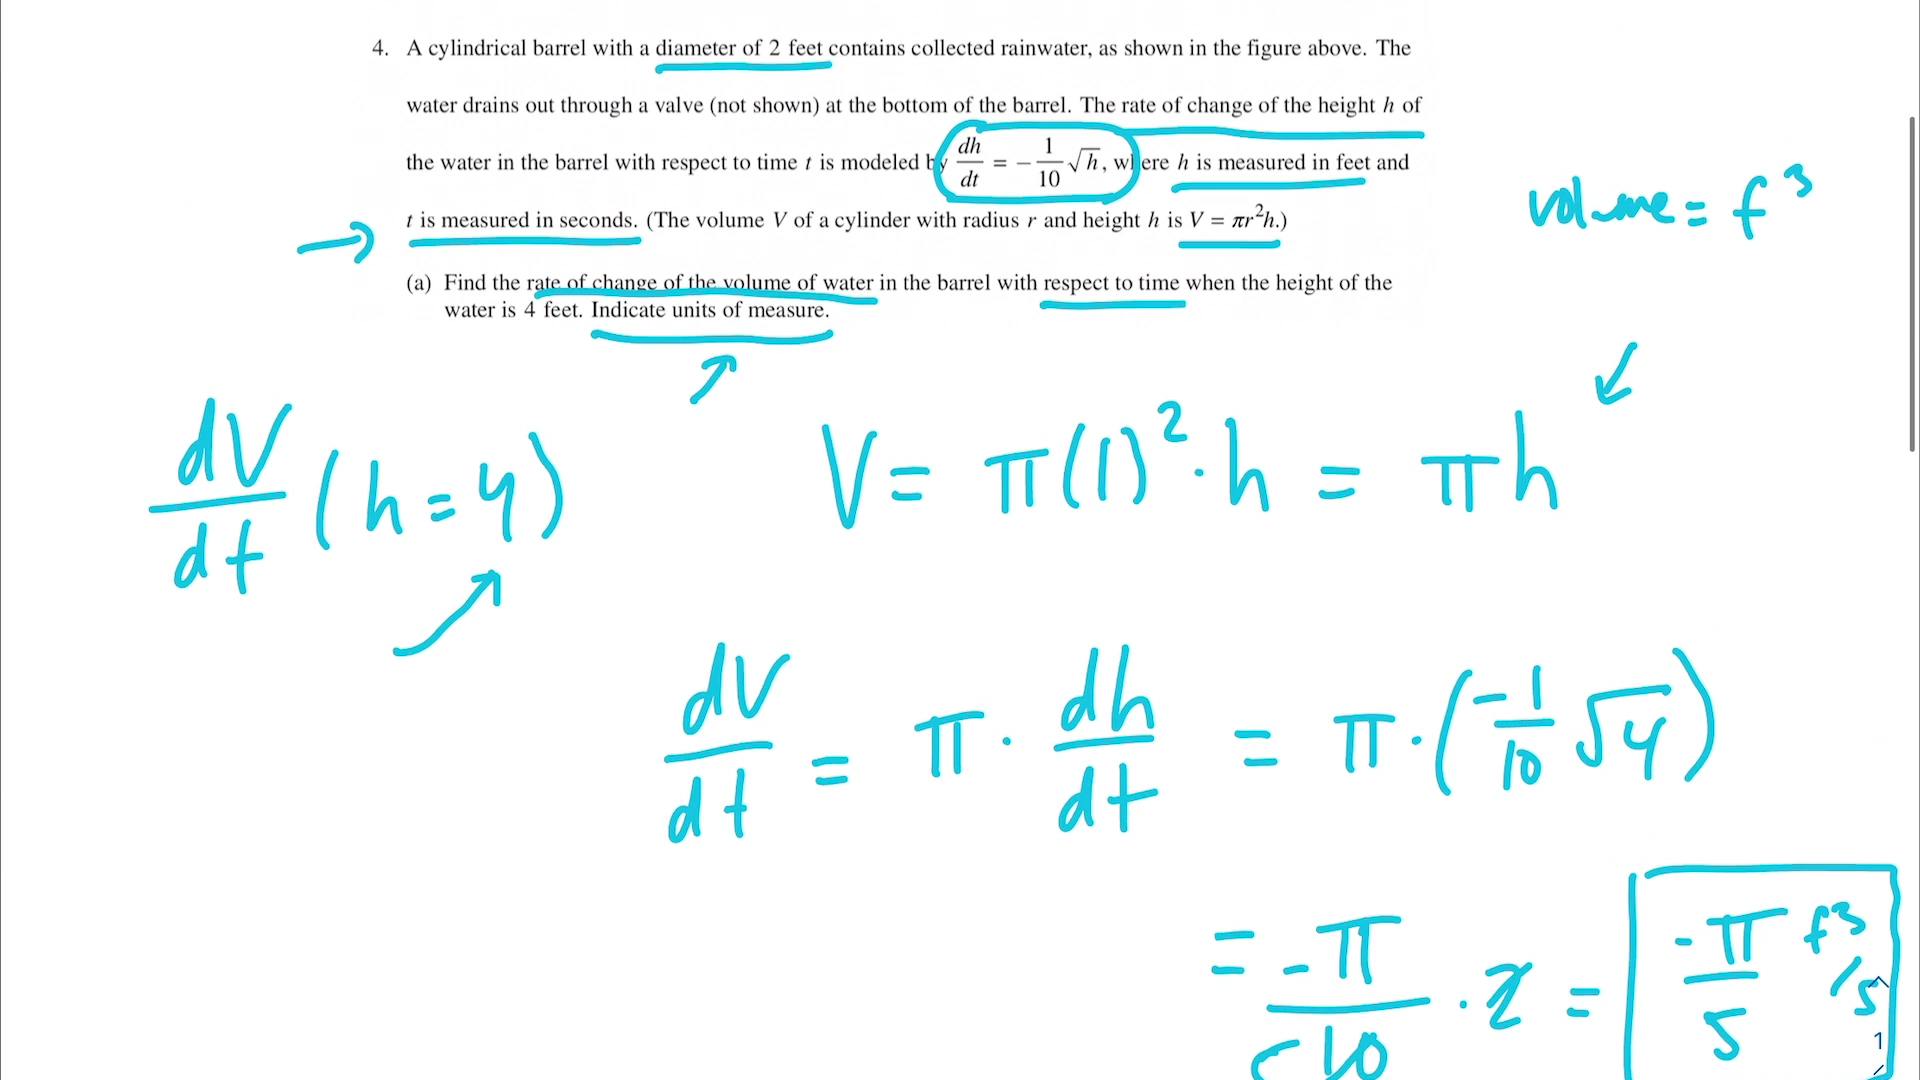 4. A cylindrical barrel with a diameter of 2 feet contains collected rainwater, as shown in the figure above. The
water drains out through a valve (not shown) at the bottom of the barrel. The rate of change of the height h of
the water in the barrel with respect to time t is modeled by dh/dt = −1/10 √h, where h is measured in feet and
t is measured in seconds. (The volume V of a cylinder with radius r and height h is V = πr²h.)
volume = f³
(a) Find the rate of change of the volume of water in the barrel with respect to time when the height of the
water is 4 feet. Indicate units of measure.
dV/dt (h=4)
V = π(1)²·h = πh
dV/dt = π · dh/dt = π·(-1/10 √4)
= -π/10 · 2 = -π/5 f³/s
1